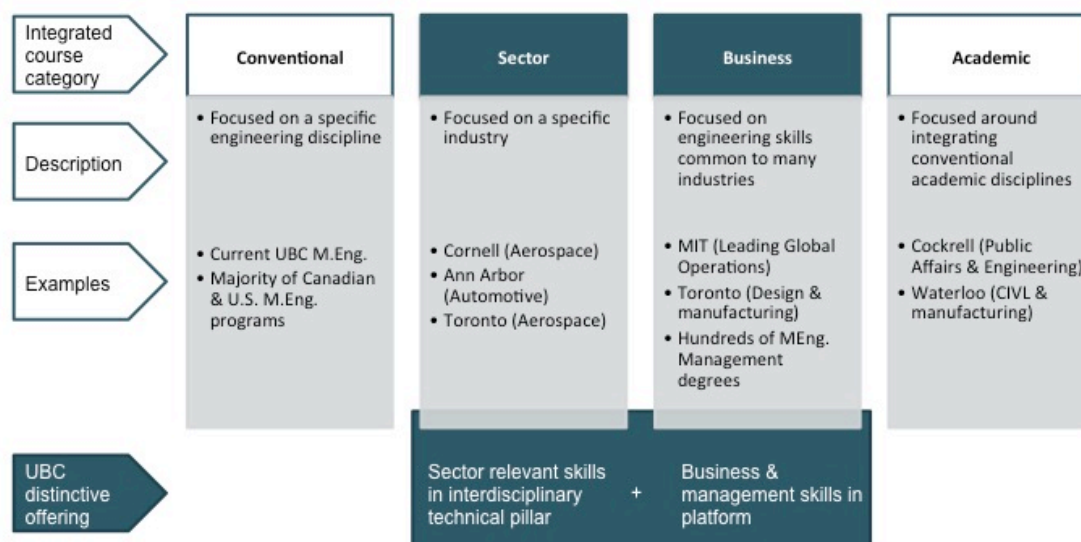 Integrated
course
category
Conventional
Sector
Business
Academic
Description
• Focused on a specific
engineering discipline
• Focused on a specific
industry
• Focused on
engineering skills
common to many
industries
• Focused around
integrating
conventional
academic disciplines
Examples
• Current UBC M.Eng.
• Majority of Canadian
& U.S. M.Eng.
programs
• Cornell (Aerospace)
• Ann Arbor
(Automotive)
• Toronto (Aerospace)
• MIT (Leading Global
Operations)
• Toronto (Design &
manufacturing)
• Hundreds of MEng.
Management
degrees
• Cockrell (Public
Affairs & Engineering)
• Waterloo (CIVL &
manufacturing)
UBC
distinctive
offering
Sector relevant skills
in interdisciplinary
technical pillar
+
Business &
management skills in
platform